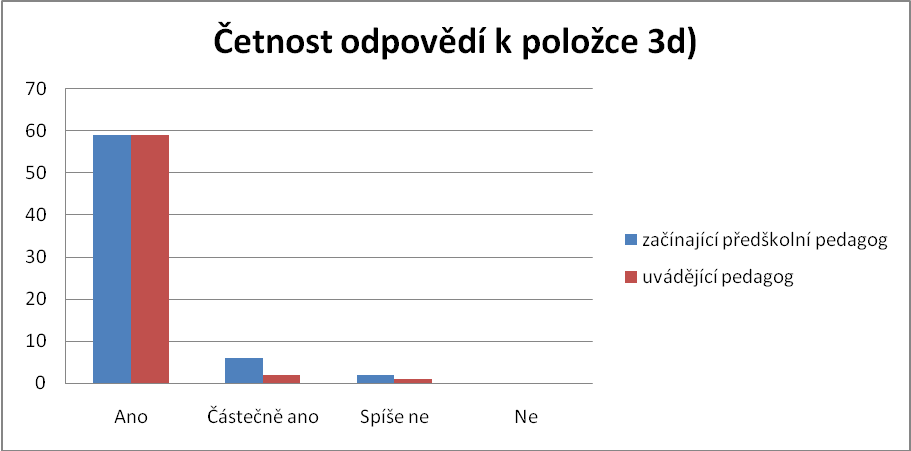 Četnost odpovědí k položce 3d)
70
60
50
40
30
20
10
0
Ano Částečně ano Spíše ne Ne
začínající předškolní pedagog
uvádějící pedagog